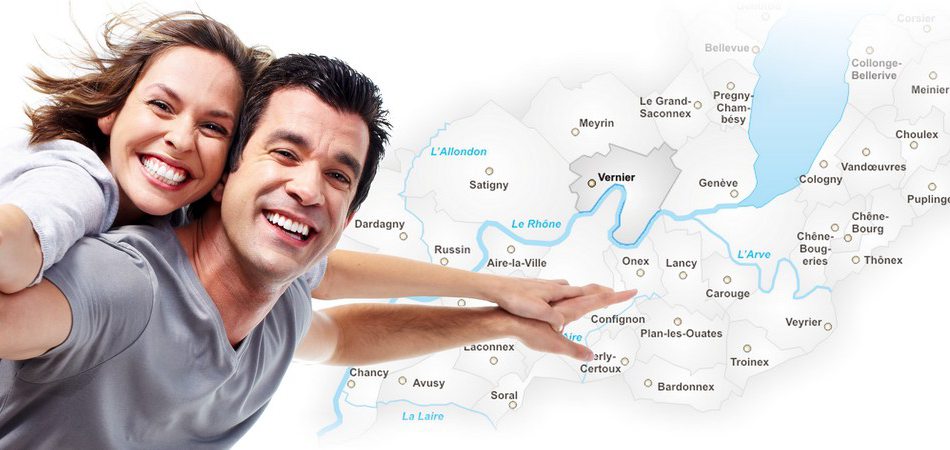 Corsier
Bellevue
Collonge-
Bellerive
Meinier
Pregny-
Cham-
bésy
Le Grand-
Saconnex
Meyrin
Choulex
L'Allondon
Vandœuvres
Cologny
Satigny
Vernier
Genève
Puplinge
Dardagny
Le Rhône
Chêne-
Bourg
Chêne-
Boug-
eries
Thônex
Russin
Aire-la-Ville
L'Arve
Onex
Lancy
Carouge
Confignon
Plan-les-Ouates
Veyrier
Laconnex
Certoux
Troinex
Chancy
Avusy
Bardonnex
Soral
La Laire